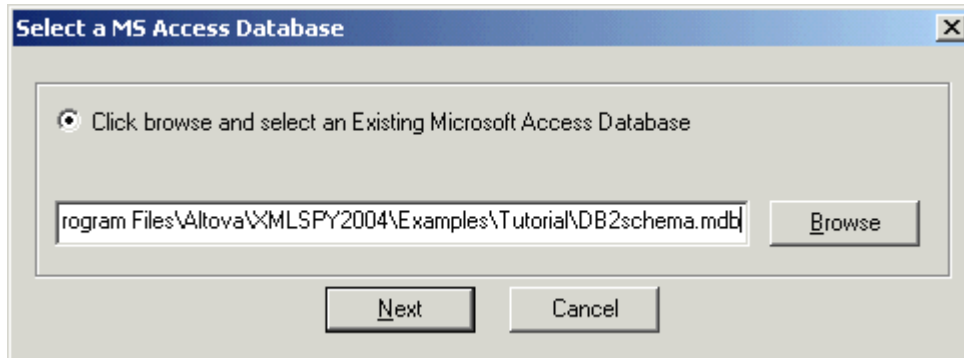 Select a MS Access Database
Click browse and select an Existing Microsoft Access Database
rogram Files\Altova\XMLSPY2004\Examples\Tutorial\DB2schema.mdb
Browse
Next
Cancel